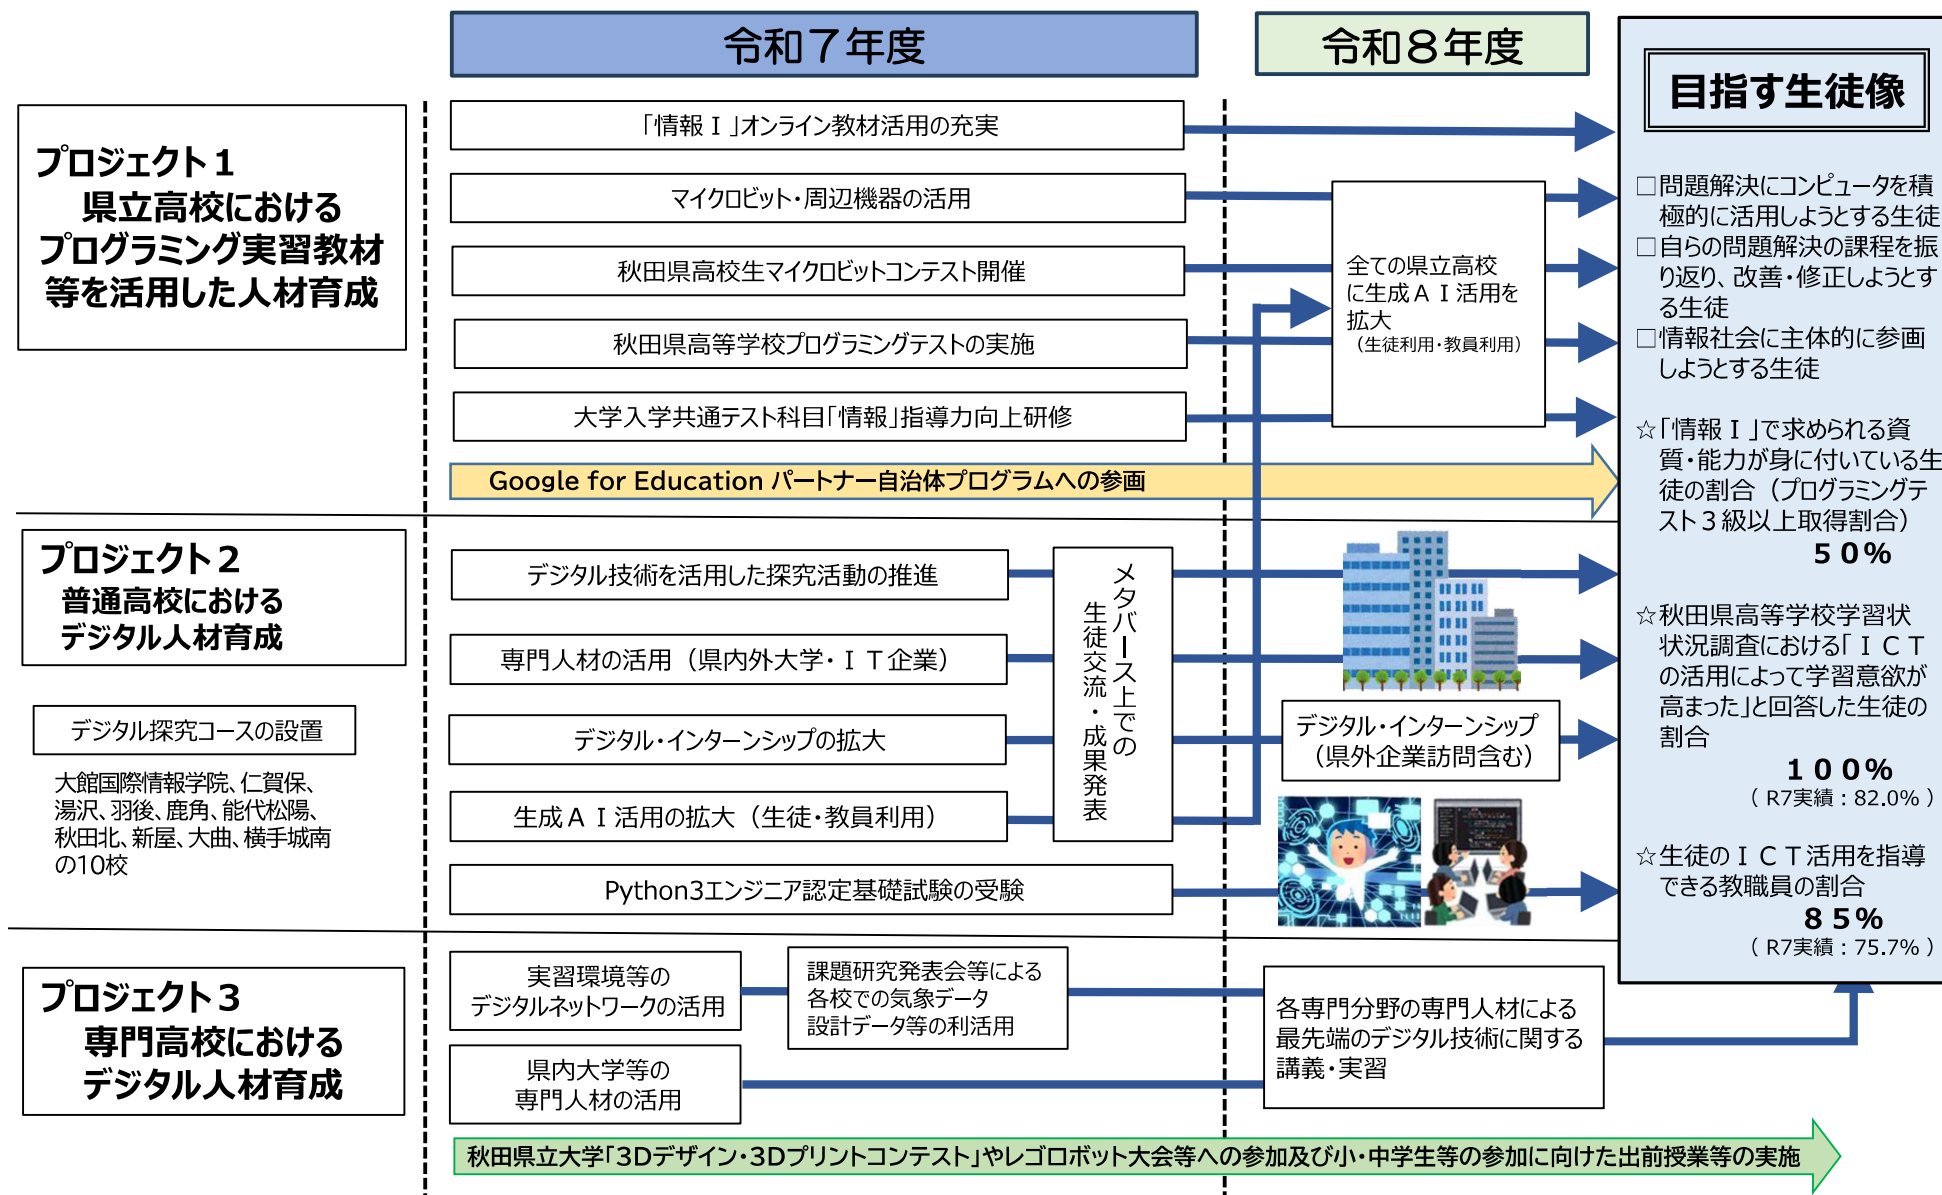 令和７年度
令和８年度
目指す生徒像
プロジェクト１
県立高校における
プログラミング実習教材
等を活用した人材育成
「情報Ⅰ」オンライン教材活用の充実
マイクロビット・周辺機器の活用
秋田県高校生マイクロビットコンテスト開催
秋田県高等学校プログラミングテストの実施
大学入学共通テスト科目「情報」指導力向上研修
全ての県立高校
に生成ＡＩ活用を
拡大
（生徒利用・教員利用）
Google for Education パートナー自治体プログラムへの参画
プロジェクト２
普通高校における
デジタル人材育成
デジタル探究コースの設置
大館国際情報学院、仁賀保、
湯沢、羽後、鹿角、能代松陽、
秋田北、新屋、大曲、横手城南
の10校
デジタル技術を活用した探究活動の推進
専門人材の活用（県内外大学・ＩＴ企業）
デジタル・インターンシップの拡大
生成ＡＩ活用の拡大（生徒・教員利用）
Python3エンジニア認定基礎試験の受験
メタバース上での
生徒交流・成果発表
デジタル・インターンシップ
（県外企業訪問含む）
プロジェクト３
専門高校における
デジタル人材育成
実習環境等の
デジタルネットワークの活用
課題研究発表会等による
各校での気象データ
設計データ等の利活用
県内大学等の
専門人材の活用
各専門分野の専門人材による
最先端のデジタル技術に関する
講義・実習
秋田県立大学「3Dデザイン・3Dプリントコンテスト」やレゴロボット大会等への参加及び小・中学生等の参加に向けた出前授業等の実施
□問題解決にコンピュータを積
極的に活用しようとする生徒
□自らの問題解決の課程を振
り返り、改善・修正しようとす
る生徒
□情報社会に主体的に参画
しようとする生徒
☆「情報Ⅰ」で求められる資
質・能力が身に付いている生
徒の割合（プログラミングテ
スト３級以上取得割合）
５０％
☆秋田県高等学校学習状
状況調査における「ＩＣＴ
の活用によって学習意欲が
高まった」と回答した生徒の
割合
１００％
（ R7実績：82.0% ）
☆生徒のＩＣＴ活用を指導
できる教職員の割合
８５％
（ R7実績：75.7% ）